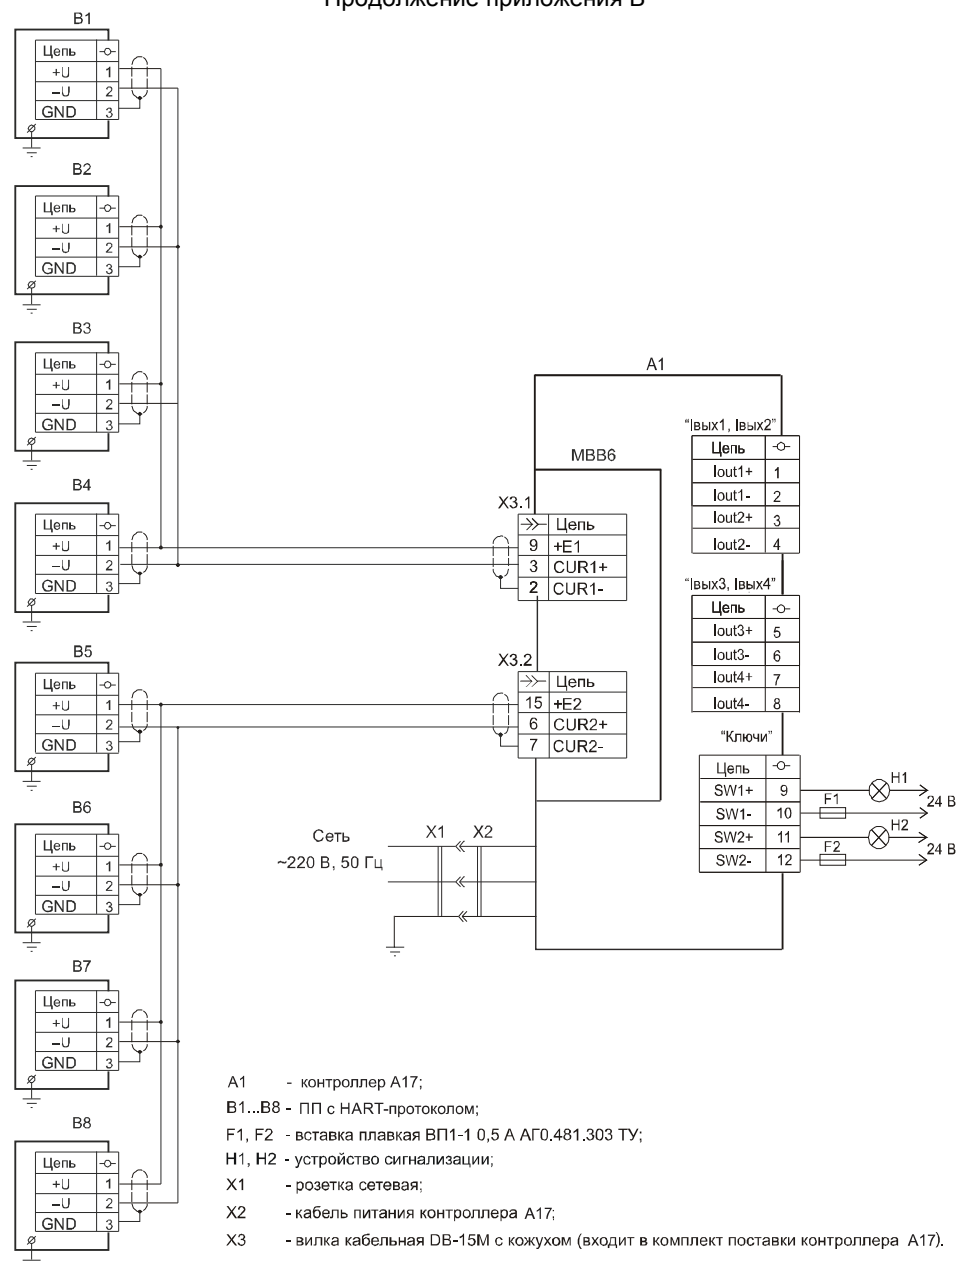 Продолжение приложения В
B1
Цепь
+U 1
–U 2
GND 3
B2
Цепь
+U 1
–U 2
GND 3
B3
Цепь
+U 1
–U 2
GND 3
B4
Цепь
+U 1
–U 2
GND 3
B5
Цепь
+U 1
–U 2
GND 3
B6
Цепь
+U 1
–U 2
GND 3
B7
Цепь
+U 1
–U 2
GND 3
B8
Цепь
+U 1
–U 2
GND 3
A1
МВВ6
X3.1
Цепь
9 +E1
3 CUR1+
2 CUR1-
X3.2
Цепь
15 +E2
6 CUR2+
7 CUR2-
“Iвых1, Iвых2”
Цепь
Iout1+ 1
Iout1- 2
Iout2+ 3
Iout2- 4
“Iвых3, Iвых4”
Цепь
Iout3+ 5
Iout3- 6
Iout4+ 7
Iout4- 8
“Ключи”
Цепь
SW1+ 9
SW1- 10
SW2+ 11
SW2- 12
H1
F1
24 В
H2
F2
24 В
Сеть
~220 В, 50 Гц
X1 X2
A1 - контроллер А17;
B1...B8 - ПП с HART-протоколом;
F1, F2 - вставка плавкая ВП1-1 0,5 А АГ0.481.303 ТУ;
H1, H2 - устройство сигнализации;
X1 - розетка сетевая;
X2 - кабель питания контроллера А17;
X3 - вилка кабельная DB-15M с кожухом (входит в комплект поставки контроллера А17).